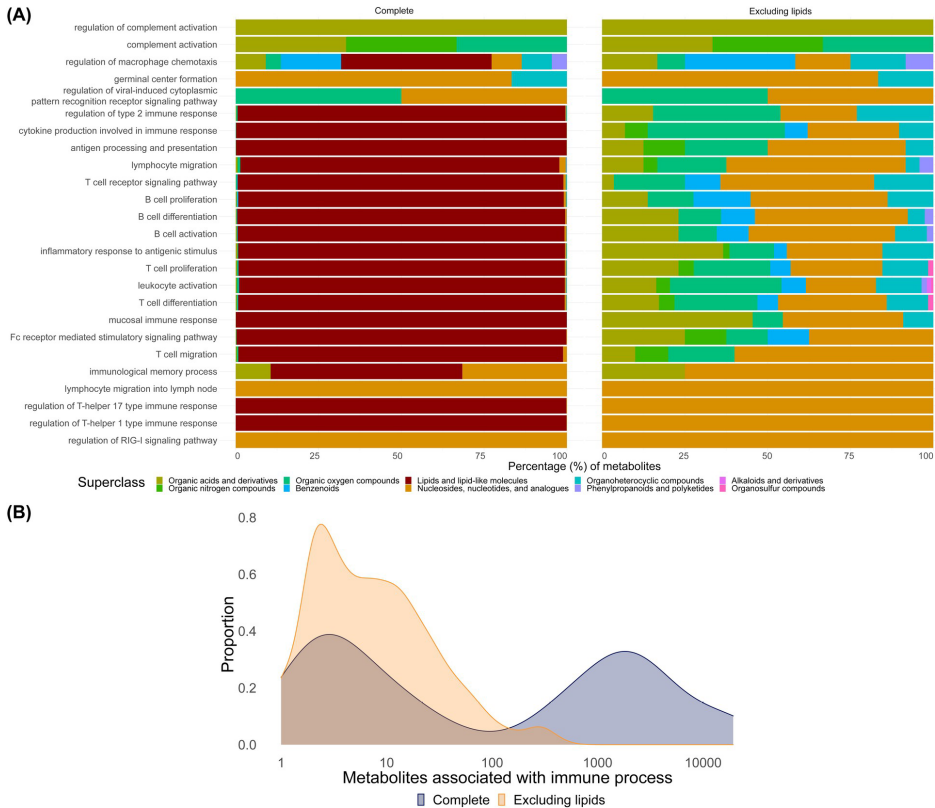 (A)
Complete
Excluding lipids
regulation of complement activation
complement activation
regulation of macrophage chemotaxis
germinal center formation
regulation of viral-induced cytoplasmic
pattern recognition receptor signaling pathway
regulation of type 2 immune response
cytokine production involved in immune response
antigen processing and presentation
lymphocyte migration
T cell receptor signaling pathway
B cell proliferation
B cell differentiation
B cell activation
inflammatory response to antigenic stimulus
T cell proliferation
leukocyte activation
T cell differentiation
mucosal immune response
Fc receptor mediated stimulatory signaling pathway
T cell migration
immunological memory process
lymphocyte migration into lymph node
regulation of T-helper 17 type immune response
regulation of T-helper 1 type immune response
regulation of RIG-I signaling pathway
0 25 50 75 100 0 25 50 75 100
Percentage (%) of metabolites
Superclass
Organic acids and derivatives Organic oxygen compounds Lipids and lipid-like molecules Organoheterocyclic compounds Alkaloids and derivatives
Organic nitrogen compounds Benzenoids Nucleosides, nucleotides, and analogues Phenylpropanoids and polyketides Organosulfur compounds
(B)
0.8
0.6
0.4
0.2
0.0
Proportion
1 10 100 1000 10000
Metabolites associated with immune process
Complete Excluding lipids